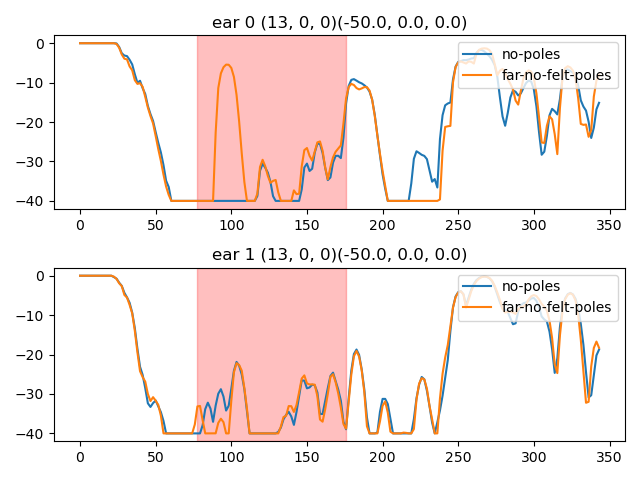 ear 0 (13, 0, 0)(-50.0, 0.0, 0.0)
0
−10
−20
−30
−40
no-poles
far-no-felt-poles
0 50 100 150 200 250 300 350
ear 1 (13, 0, 0)(-50.0, 0.0, 0.0)
0
−10
−20
−30
−40
no-poles
far-no-felt-poles
0 50 100 150 200 250 300 350